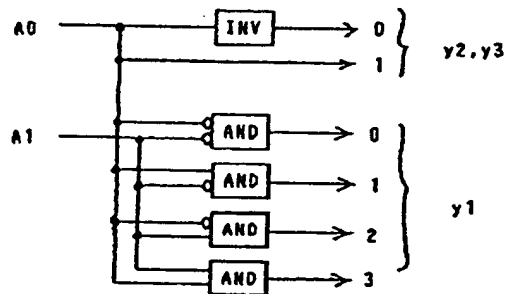 A0 INV 0
1 y2,y3
A1 AND 0
AND 1
AND 2 y1
AND 3